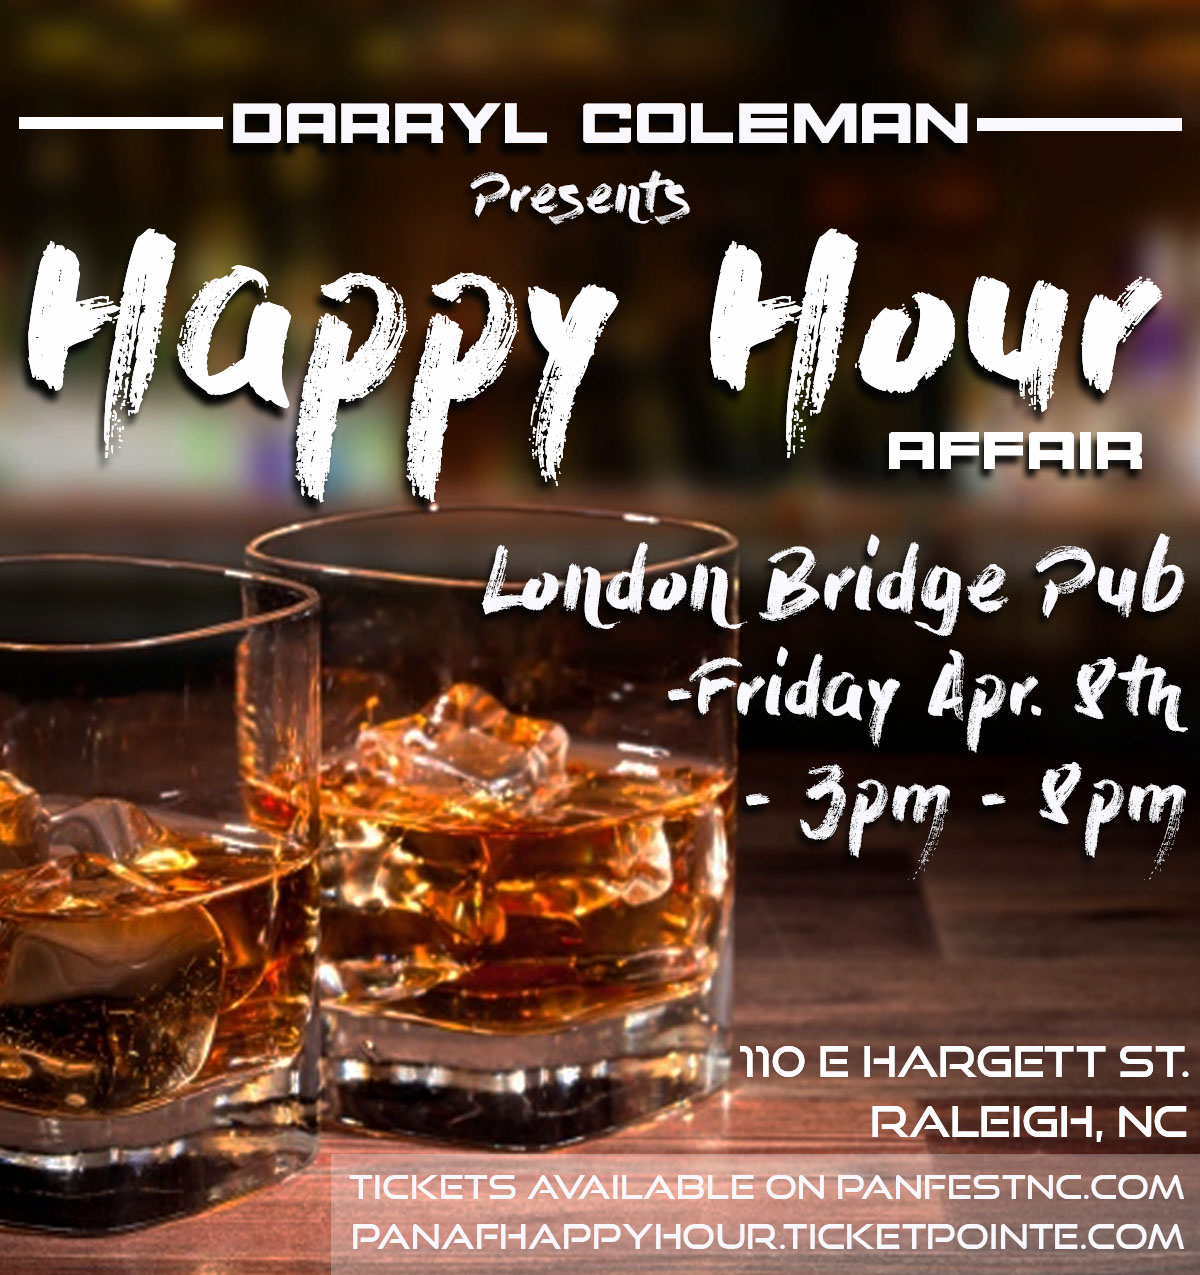 DARRYL COLEMAN
Presents
Happy Hour
AFFAIR
London Bridge Pub
-Friday Apr. 8th
- 3pm - 8pm
110 E HARGETT ST.
RALEIGH, NC
TICKETS AVAILABLE ON PANFESTNC.COM
PANAFHAPPYHOUR.TICKETPOINTE.COM